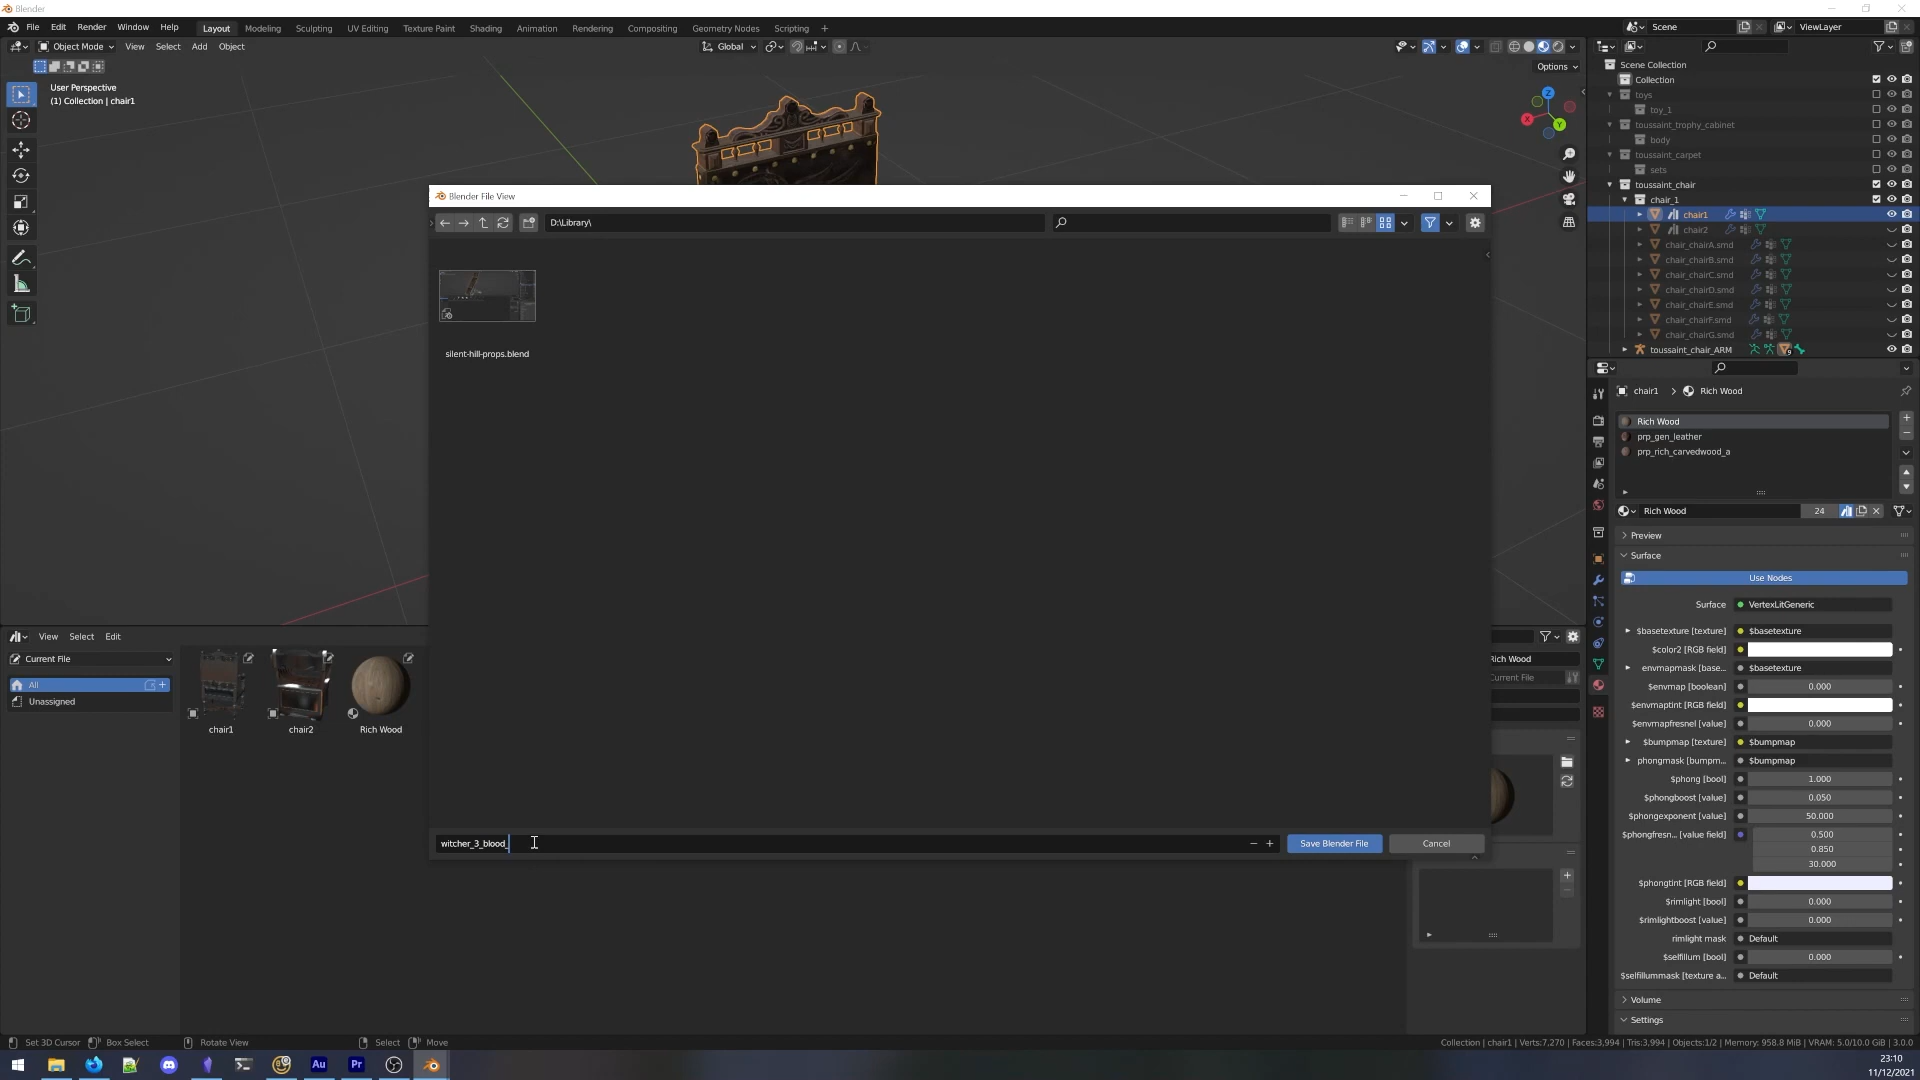 Blender
File Edit Render Window Help Layout Modeling Sculpting UV Editing Texture Paint Shading Animation Rendering Compositing Geometry Nodes Scripting + Scene ViewLayer
Object Mode View Select Add Object Global
Options
User Perspective
(1) Collection | chair1
Z
X
Y
Scene Collection
Collection
toys
toy_1
toussaint_trophy_cabinet
body
toussaint_carpet
sets
toussaint_chair
chair_1
chair1
chair2
chair_chairA.smd
chair_chairB.smd
chair_chairC.smd
chair_chairD.smd
chair_chairE.smd
chair_chairF.smd
chair_chairG.smd
toussaint_chair_ARM 9
Blender File View
D:\Library\
silent-hill-props.blend
witcher_3_blood_
Save Blender File
Cancel
chair1 > Rich Wood
Rich Wood
prp_gen_leather
prp_rich_carvedwood_a
Rich Wood 24
Preview
Surface
Use Nodes
Surface VertexLitGeneric
$basetexture [texture] $basetexture
$color2 [RGB field]
envmapmask [base... $basetexture
$envmap [boolean] 0.000
$envmaptint [RGB field]
$envmapfresnel [value] 0.000
$bumpmap [texture] $bumpmap
phongmask [bumpm... $bumpmap
$phong [bool] 1.000
$phongboost [value] 0.050
$phongexponent [value] 50.000
$phongfresn... [value field] 0.500
0.850
30.000
$phongtint [RGB field]
$rimlight [bool] 0.000
$rimlightboost [value] 0.000
rimlight mask Default
$selfillum [bool] 0.000
$selfillummask [texture a... Default
Volume
Settings
View Select Edit
Current File
All
Unassigned
chair1
chair2
Rich Wood
Rich Wood
Current File
Set 3D Cursor Box Select Rotate View Select Move
Collection | chair1 | Verts:7,270 | Faces:3,994 | Tris:3,994 | Objects:1/2 | Memory: 958.8 MiB | VRAM: 5.0/10.0 GiB | 3.0.0
Au Pr
23:10
11/12/2021